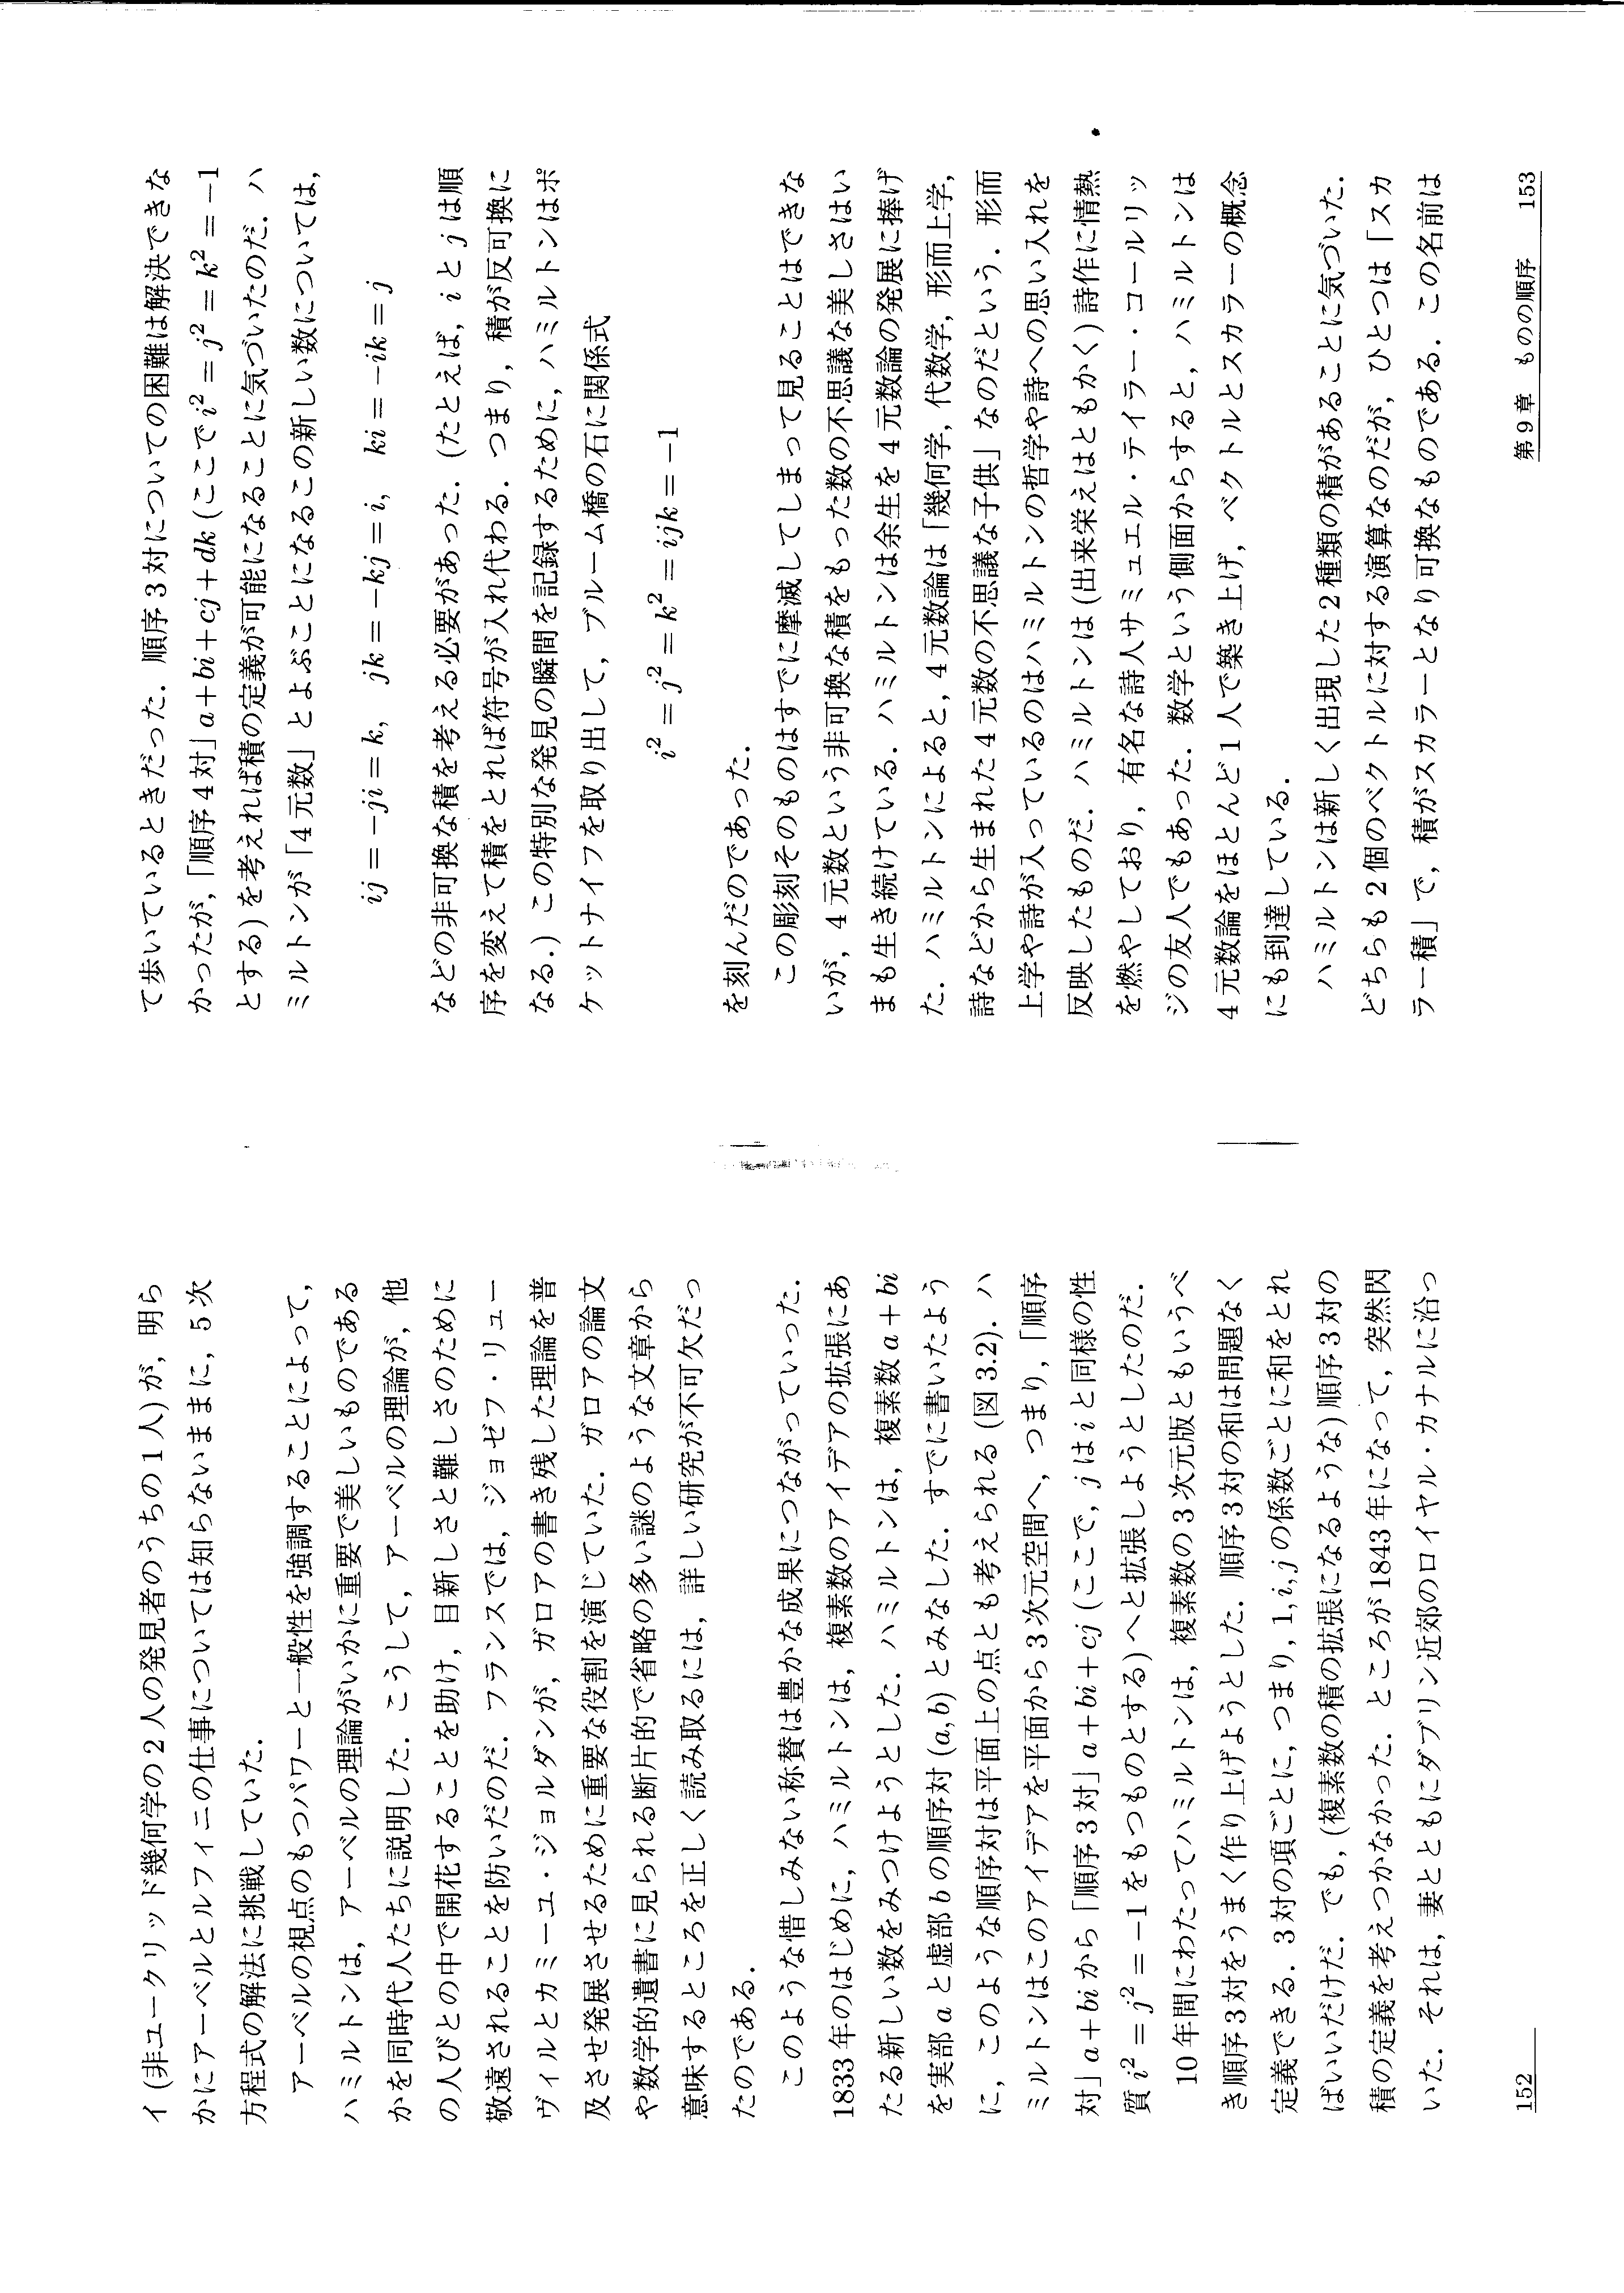 イ (非ユークリッド幾何学の 2 人の発見者のうちの 1 人) が，明ら
かにアーベルとルフィニの仕事については知らないままに，5 次
方程式の解法に挑戦していた．
アーベルの視点のもつパワーと一般性を強調することによって，
ハミルトンは，アーベルの理論がいかに重要で美しいものである
かを同時代人たちに説明した．こうして，アーベルの理論が，他
の人びとの中で開花することを助け，目新しさと難しさのために
敬遠されることを防いだのだ．フランスでは，ジョゼフ・リュー
ヴィルとカミーユ・ジョルダンが，ガロアの書き残した理論を普
及させ発展させるために重要な役割を演じていた．ガロアの論文
や数学的遺書に見られる断片的で省略の多い謎のような文章から
意味するところを正しく読み取るには，詳しい研究が不可欠だっ
たのである．
このような惜しみない称賛は豊かな成果につながっていった．
1833 年のはじめに，ハミルトンは，複素数のアイデアの拡張にあ
たる新しい数をみつけようとした．ハミルトンは，複素数 a + bi
を実部 a と虚部 b の順序対 (a, b) とみなした．すでに書いたよう
に，このような順序対は平面上の点とも考えられる (図 3.2)．ハ
ミルトンはこのアイデアを平面から 3 次元空間へ，つまり，「順序
対」a + bi から「順序 3 対」a + bi + cj (ここで，j は i と同様の性
質 i² = j² = −1 をもつものとする) へと拡張しようとしたのだ．
10 年間にわたってハミルトンは，複素数の 3 次元版ともいうべ
き順序 3 対をうまく作り上げようとした．順序 3 対の和は問題なく
定義できる．3 対の項ごとに，つまり，1, i, j の係数ごとに和をとれ
ばいいだけだ．でも，(複素数の積の拡張になるような) 順序 3 対の
積の定義を考えつかなかった．ところが 1843 年になって，突然閃
いた．それは，妻とともにダブリン近郊のロイヤル・カナルに沿っ
152
て歩いているときだった．順序 3 対についての困難は解決できな
かったが，「順序 4 対」a + bi + cj + dk (ここで i² = j² = k² = −1
とする) を考えれば積の定義が可能になることに気づいたのだ．ハ
ミルトンが「4 元数」とよぶことになるこの新しい数については，
ij = −ji = k, jk = −kj = i, ki = −ik = j
などの非可換な積を考える必要があった．(たとえば，i と j は順
序を変えて積をとれば符号が入れ代わる．つまり，積が反可換に
なる．) この特別な発見の瞬間を記録するために，ハミルトンはポ
ケットナイフを取り出して，ブルーム橋の石に関係式
i² = j² = k² = ijk = −1
を刻んだのであった．
この彫刻そのものはすでに摩滅してしまって見ることはできな
いが，4 元数という非可換な積をもった数の不思議な美しさはい
まも生き続けている．ハミルトンは余生を 4 元数論の発展に捧げ
た．ハミルトンによると，4 元数論は「幾何学，代数学，形而上学，
詩などから生まれた 4 元数の不思議な子供」なのだという．形而
上学や詩が入っているのはハミルトンの哲学や詩への思い入れを
反映したものだ．ハミルトンは (出来栄えはともかく) 詩作に情熱
を燃やしており，有名な詩人サミュエル・テイラー・コールリッ
ジの友人でもあった．数学という側面からすると，ハミルトンは
4 元数論をほとんど 1 人で築き上げ，ベクトルとスカラーの概念
にも到達している．
ハミルトンは新しく出現した 2 種類の積があることに気づいた．
どちらも 2 個のベクトルに対する演算なのだが，ひとつは「スカ
ラー積」で，積がスカラーとなり可換なものである．この名前は
第 9 章　ものの順序　153